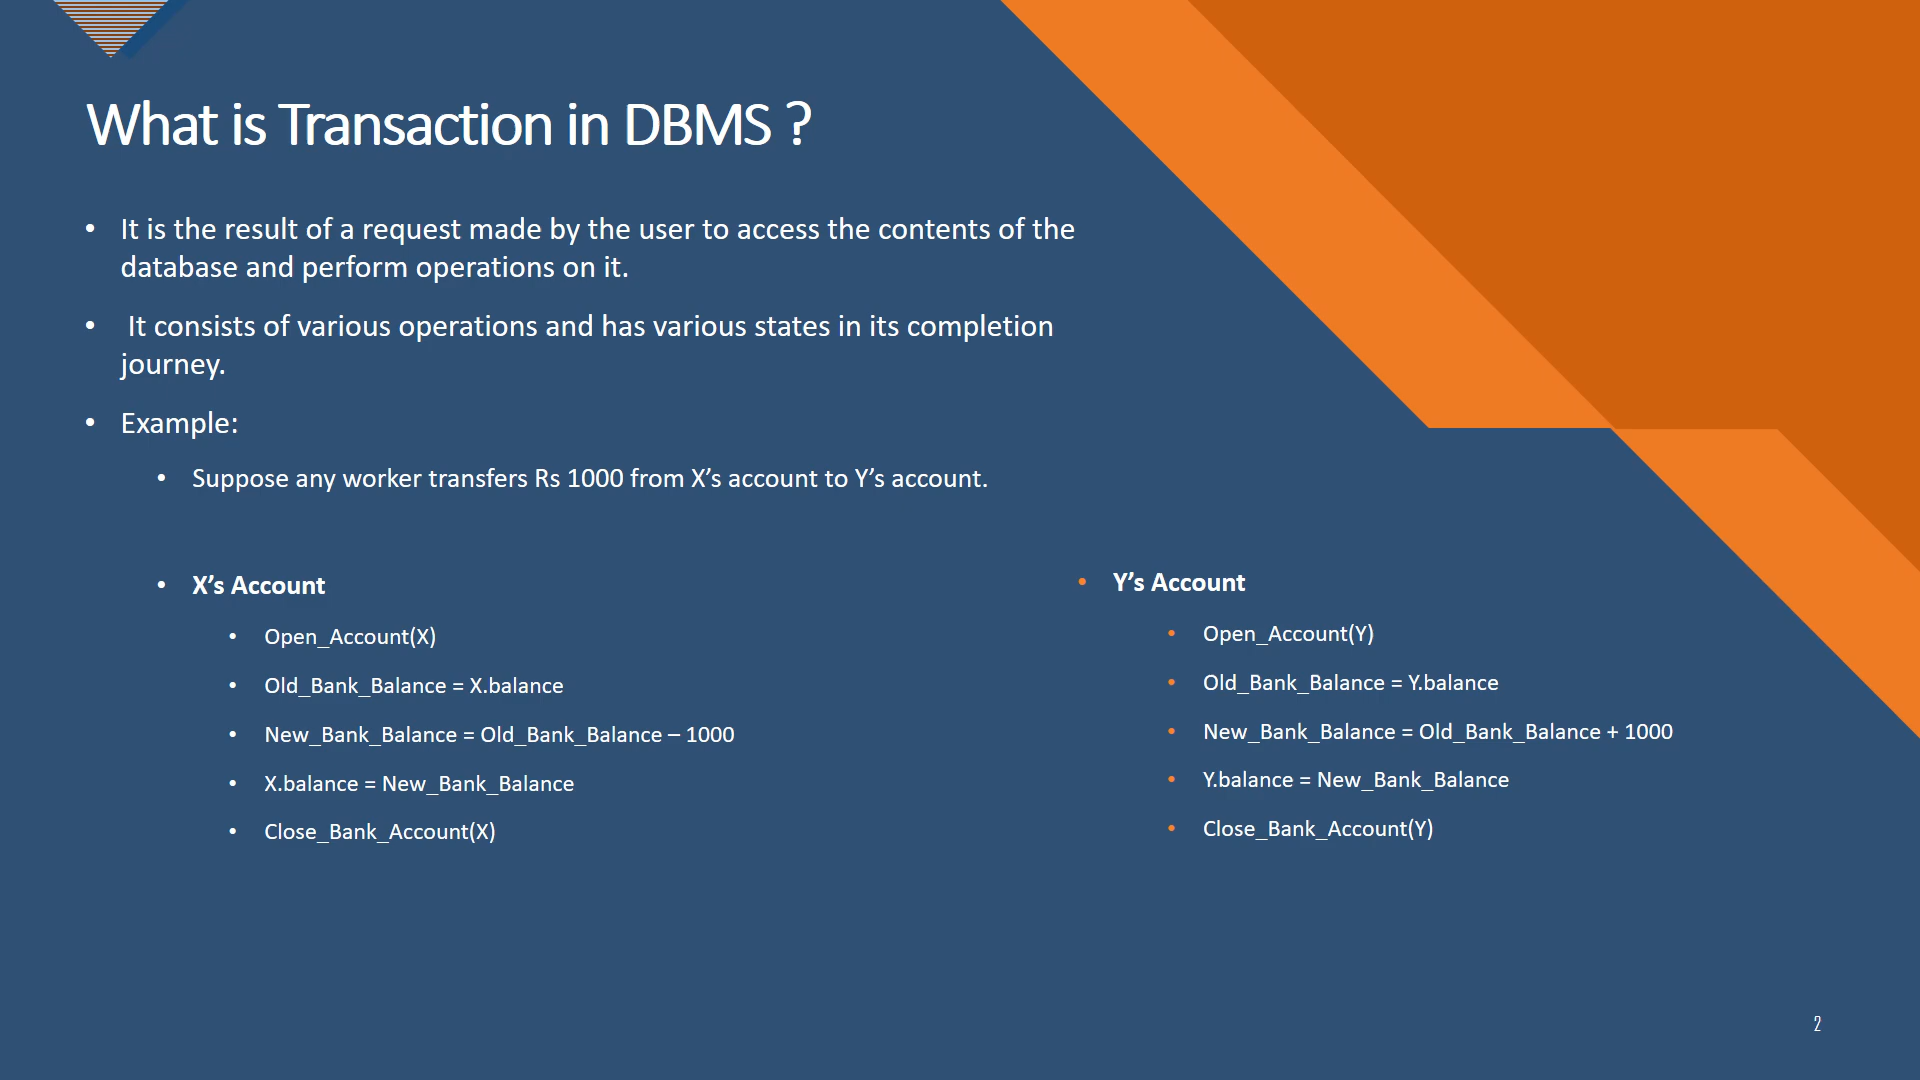 What is Transaction in DBMS ?
• It is the result of a request made by the user to access the contents of the
database and perform operations on it.
• It consists of various operations and has various states in its completion
journey.
• Example:
• Suppose any worker transfers Rs 1000 from X’s account to Y’s account.
• X’s Account
• Open_Account(X)
• Old_Bank_Balance = X.balance
• New_Bank_Balance = Old_Bank_Balance – 1000
• X.balance = New_Bank_Balance
• Close_Bank_Account(X)
• Y’s Account
• Open_Account(Y)
• Old_Bank_Balance = Y.balance
• New_Bank_Balance = Old_Bank_Balance + 1000
• Y.balance = New_Bank_Balance
• Close_Bank_Account(Y)
2